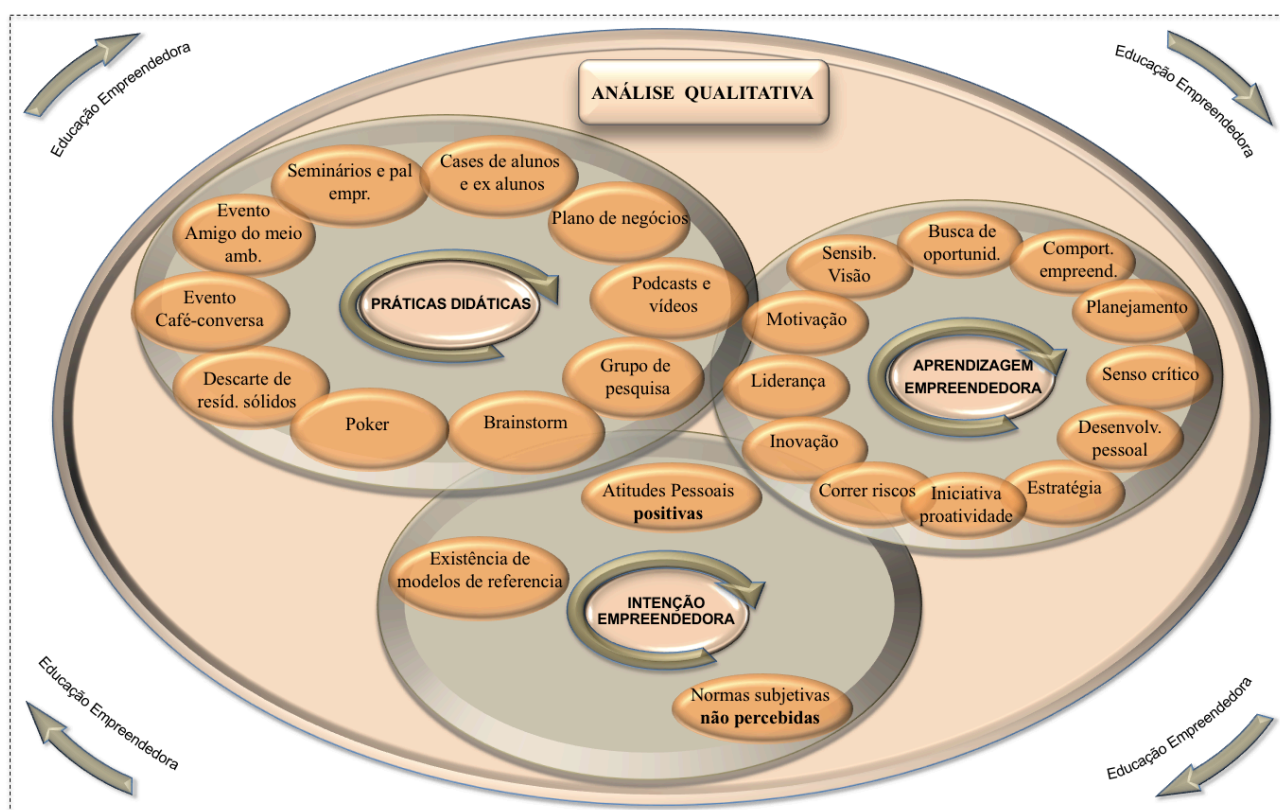 Educação Empreendedora
Educação Empreendedora
ANÁLISE QUALITATIVA
Cases de alunos
e ex alunos
Seminários e pal
empr.
Plano de negócios
Evento
Amigo do meio
amb.
Podcasts e
vídeos
Evento
Café-conversa
PRÁTICAS DIDÁTICAS
Grupo de
pesquisa
Descarte de
resíd. sólidos
Poker
Brainstorm
Busca de
oportunid.
Comport.
empreend.
Sensib.
Visão
Planejamento
Motivação
APRENDIZAGEM
EMPREENDEDORA
Senso crítico
Liderança
Desenvolv.
pessoal
Inovação
Correr riscos
Iniciativa
proatividade
Estratégia
Atitudes Pessoais
positivas
Existência de
modelos de referencia
INTENÇÃO
EMPREENDEDORA
Normas subjetivas
não percebidas
Educação Empreendedora
Educação Empreendedora